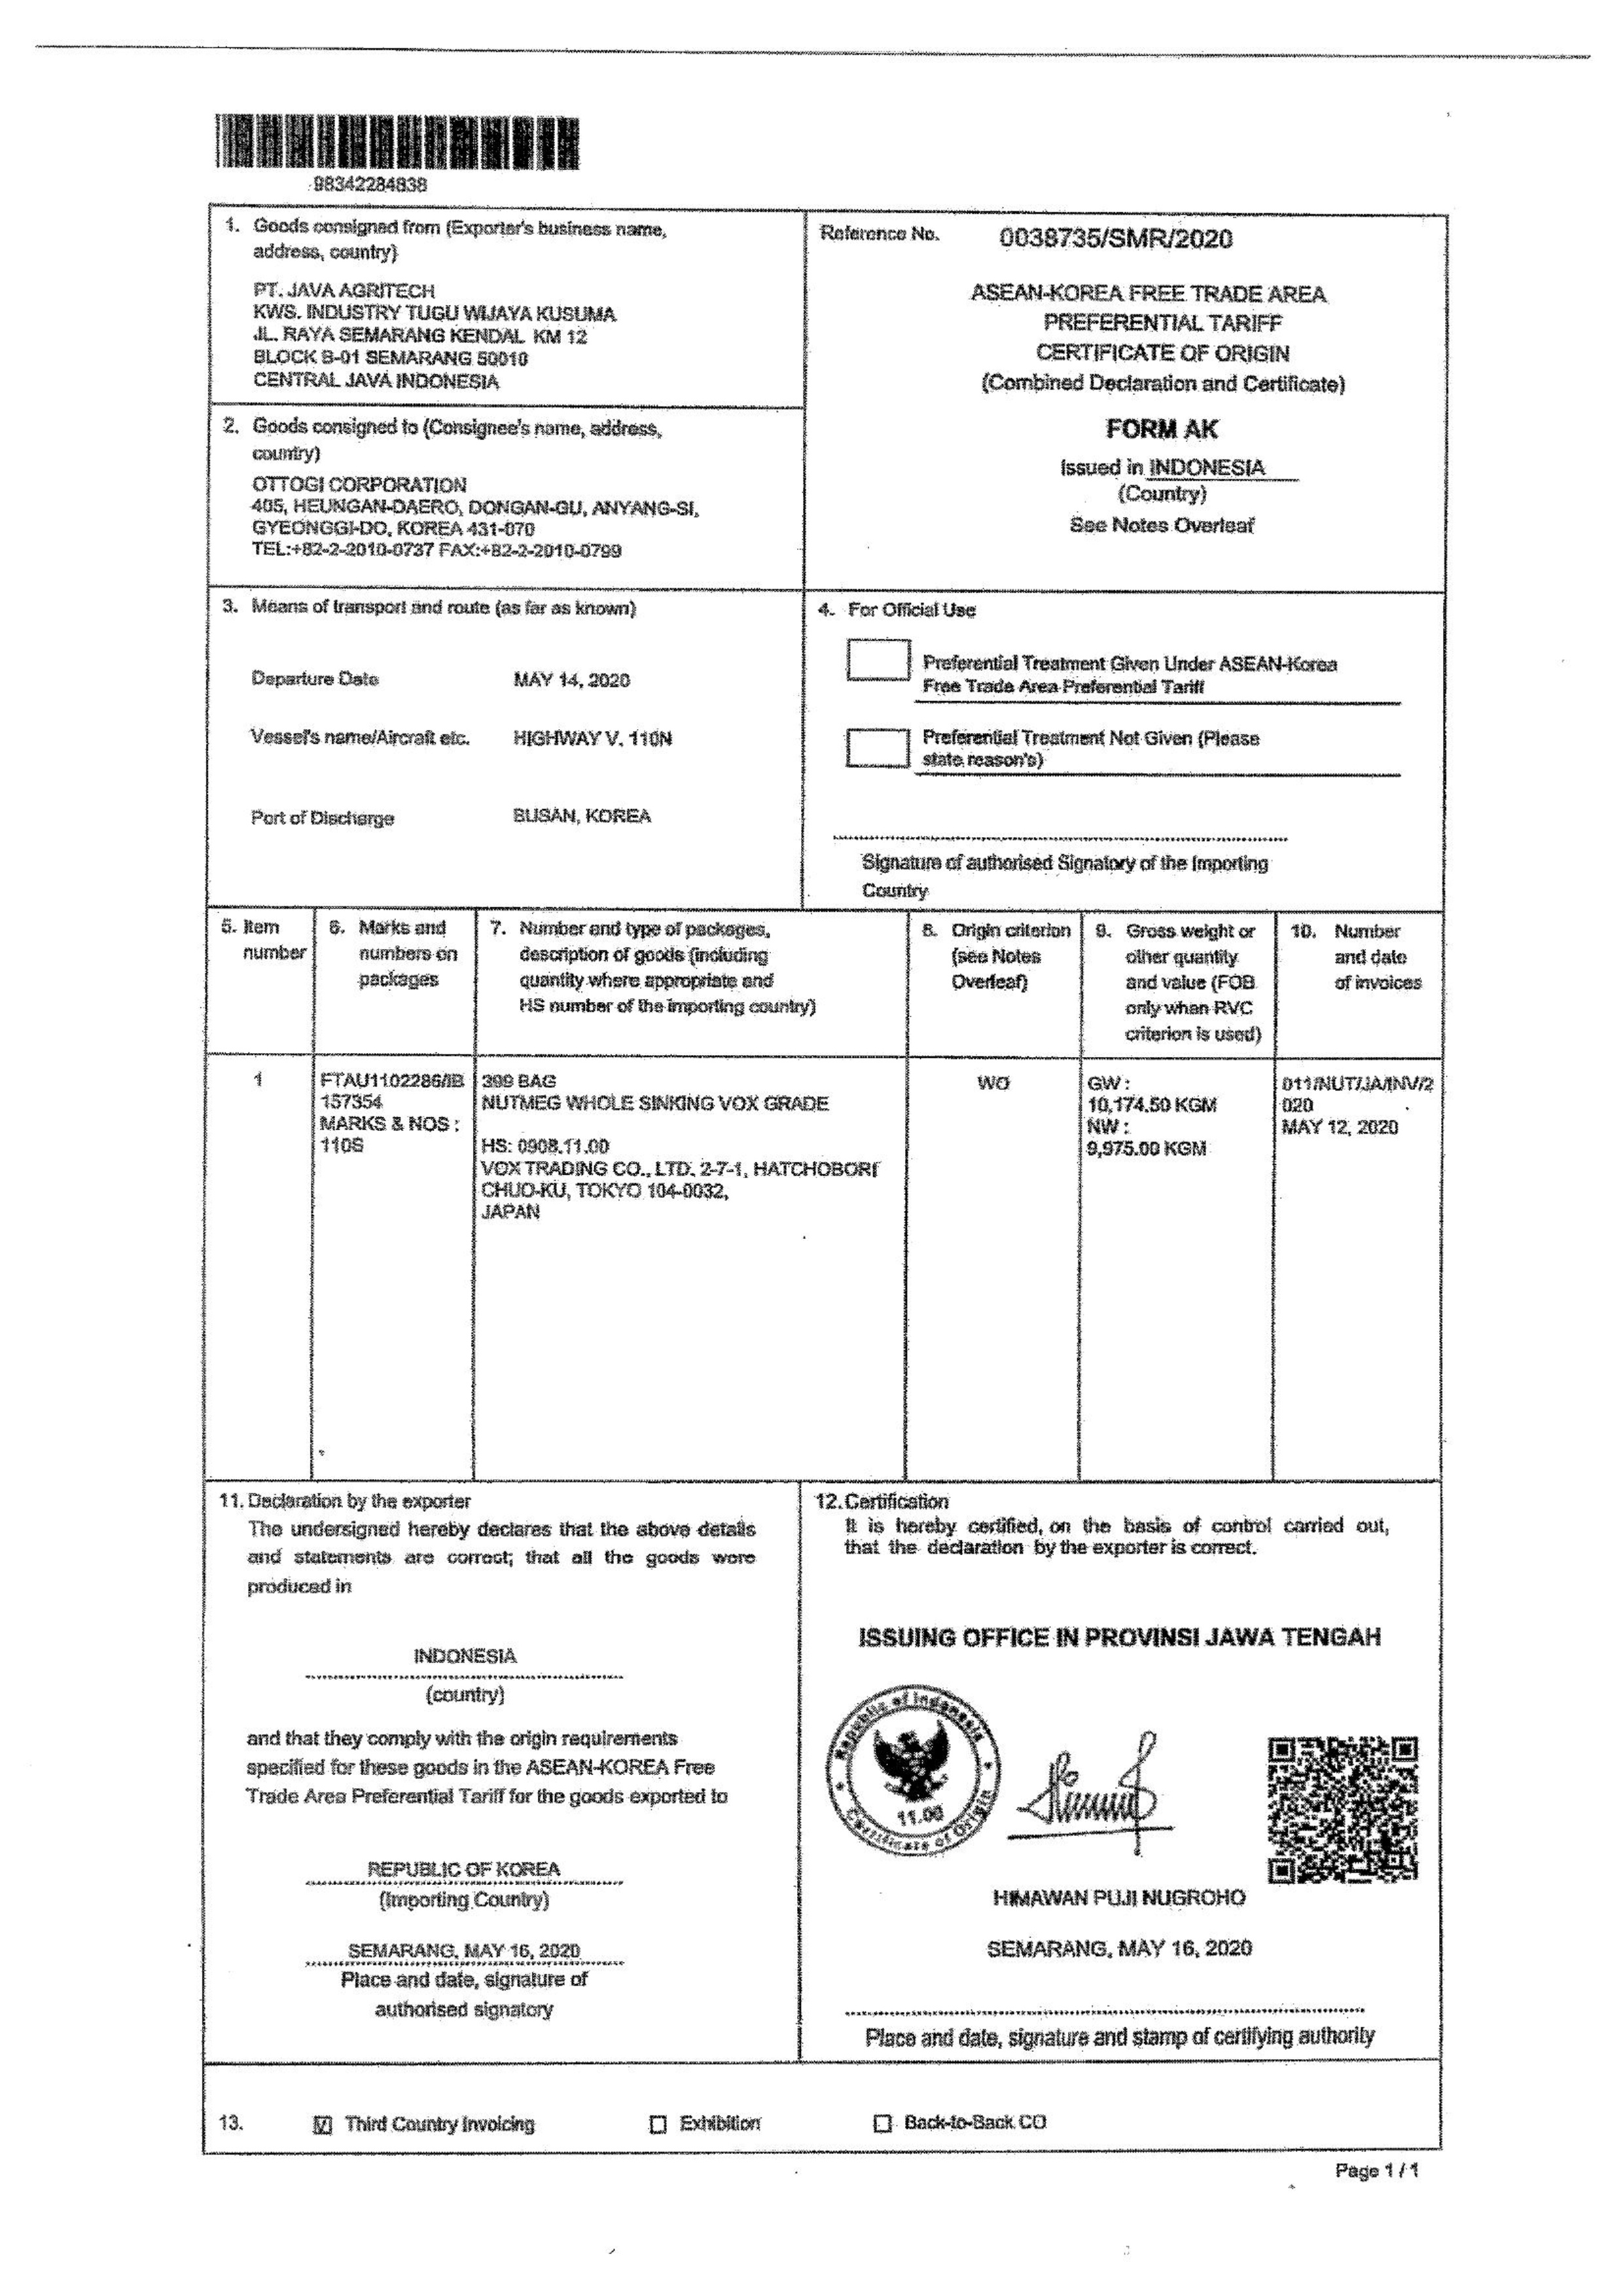 98342284838
1. Goods consigned from (Exporter's business name,
address, country)
PT. JAVA AGRITECH
KWS. INDUSTRY TUGU WIJAYA KUSUMA
JL. RAYA SEMARANG KENDAL KM 12
BLOCK B-01 SEMARANG 50010
CENTRAL JAVA INDONESIA
Reference No. 0038735/SMR/2020
ASEAN-KOREA FREE TRADE AREA
PREFERENTIAL TARIFF
CERTIFICATE OF ORIGIN
(Combined Declaration and Certificate)
FORM AK
Issued in INDONESIA
(Country)
See Notes Overleaf
2. Goods consigned to (Consignee's name, address,
country)
OTTOGI CORPORATION
405, HEUNGAN-DAERO, DONGAN-GU, ANYANG-SI,
GYEONGGI-DO, KOREA 431-070
TEL:+82-2-2010-0737 FAX:+82-2-2010-0799
3. Means of transport and route (as far as known)
Departure Date MAY 14, 2020
Vessel's name/Aircraft etc. HIGHWAY V. 110N
Port of Discharge BUSAN, KOREA
4. For Official Use
Preferential Treatment Given Under ASEAN-Korea
Free Trade Area Preferential Tariff
Preferential Treatment Not Given (Please
state reason's)
Signature of authorised Signatory of the Importing
Country
5. Item
number
6. Marks and
numbers on
packages
7. Number and type of packages,
description of goods (including
quantity where appropriate and
HS number of the importing country)
8. Origin criterion
(see Notes
Overleaf)
9. Gross weight or
other quantity
and value (FOB
only when RVC
criterion is used)
10. Number
and date
of invoices
1
FTAU1102286/IB
157354
MARKS & NOS :
110S
399 BAG
NUTMEG WHOLE SINKING VOX GRADE
HS: 0908.11.00
VOX TRADING CO., LTD. 2-7-1, HATCHOBORI
CHUO-KU, TOKYO 104-0032,
JAPAN
WO
GW :
10,174.50 KGM
NW :
9,975.00 KGM
011/NUT/JA/INV/2
020
MAY 12, 2020
11. Declaration by the exporter
The undersigned hereby declares that the above details
and statements are correct; that all the goods were
produced in
INDONESIA
(country)
and that they comply with the origin requirements
specified for these goods in the ASEAN-KOREA Free
Trade Area Preferential Tariff for the goods exported to
REPUBLIC OF KOREA
(Importing Country)
SEMARANG, MAY 16, 2020
Place and date, signature of
authorised signatory
12. Certification
It is hereby certified, on the basis of control carried out,
that the declaration by the exporter is correct.
ISSUING OFFICE IN PROVINSI JAWA TENGAH
Republic of Indonesia
11.00
Certificate of Origin
HIMAWAN PUJI NUGROHO
SEMARANG, MAY 16, 2020
Place and date, signature and stamp of certifying authority
13. Third Country Invoicing Exhibition Back-to-Back CO
Page 1 / 1